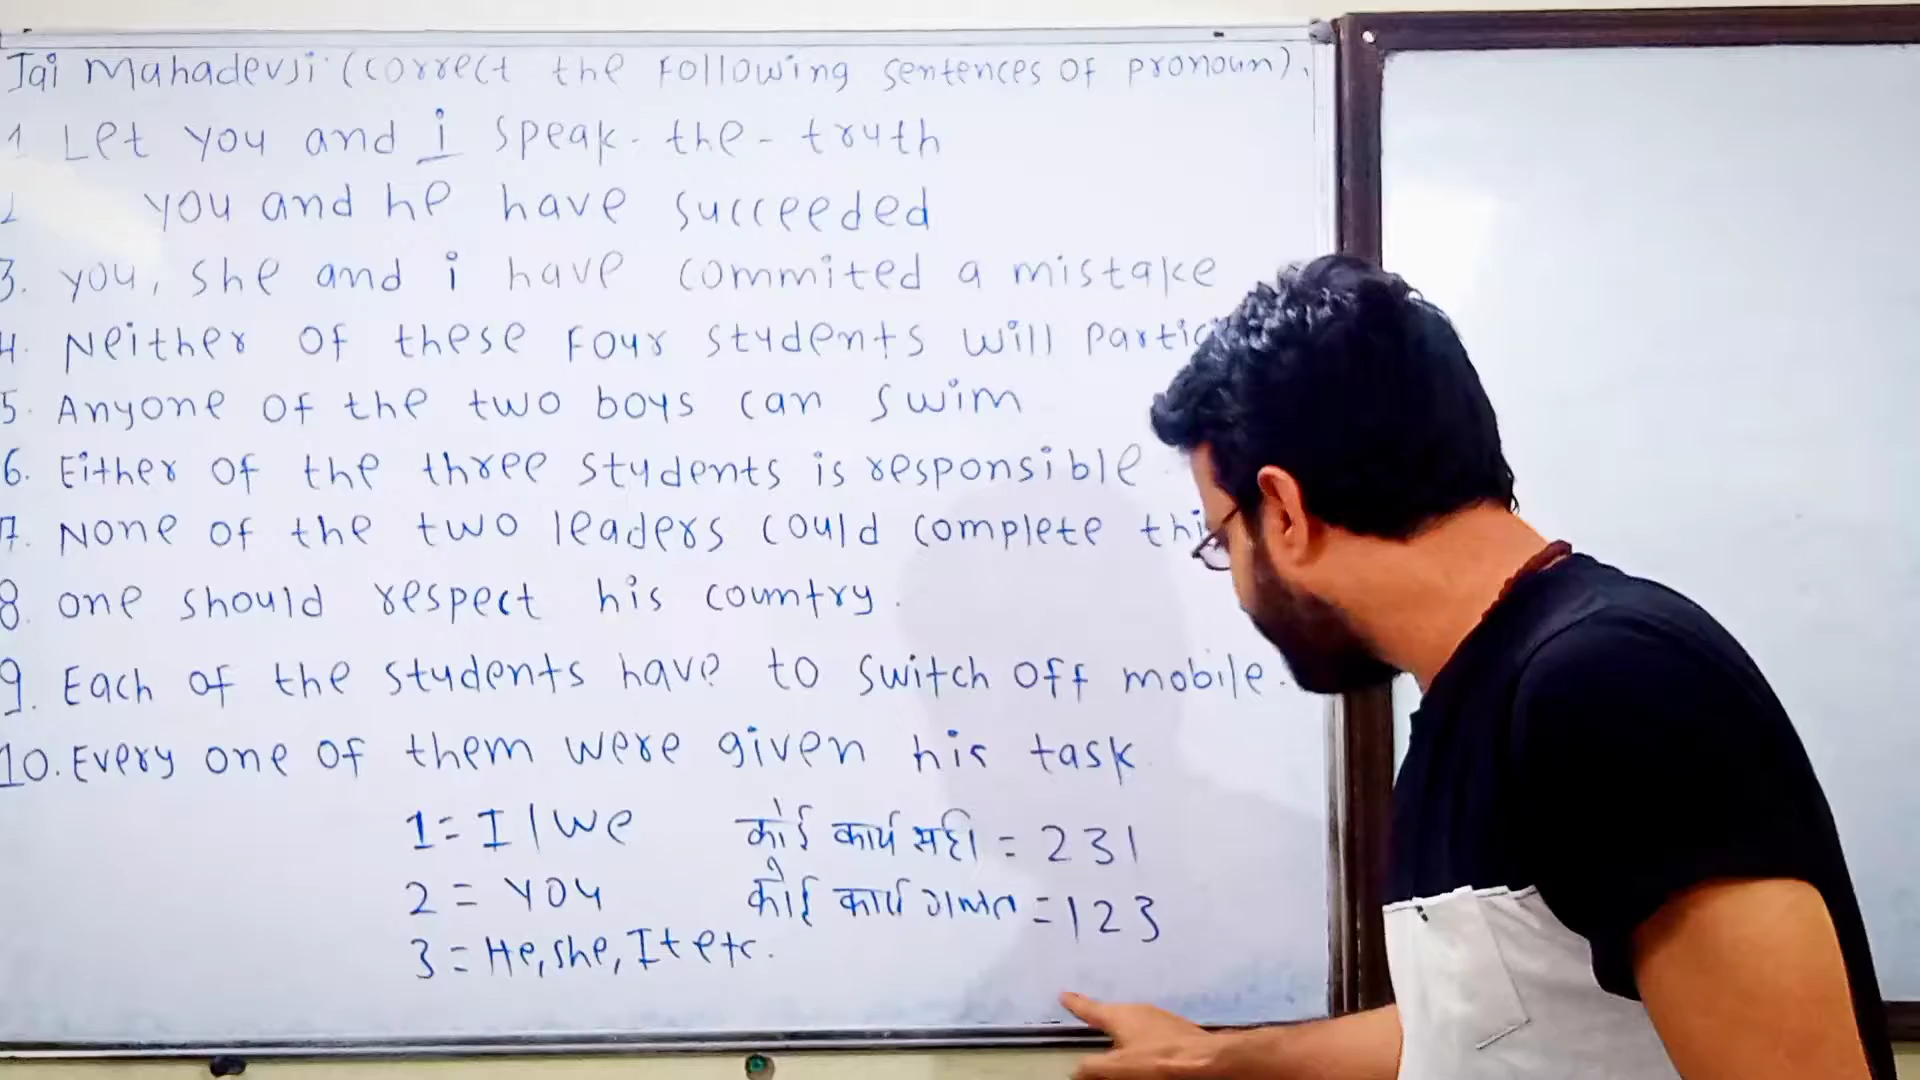 Jai Mahadevji (correct the Following sentences of pronoun).
1 Let you and i speak-the-truth
2 you and he have succeeded
3. you, she and i have commited a mistake
4. Neither of these Four students will
5. Anyone of the two boys can swim
6. Either of the three students is responsible
7. None of the two leaders could complete
8. one should respect his country.
9. Each of the students have to switch off mobile.
10. Every one of them were given his task
1 = I/we कोई कार्य सही = 231
2 = you कोई कार्य गलत = 123
3 = He, she, It etc.